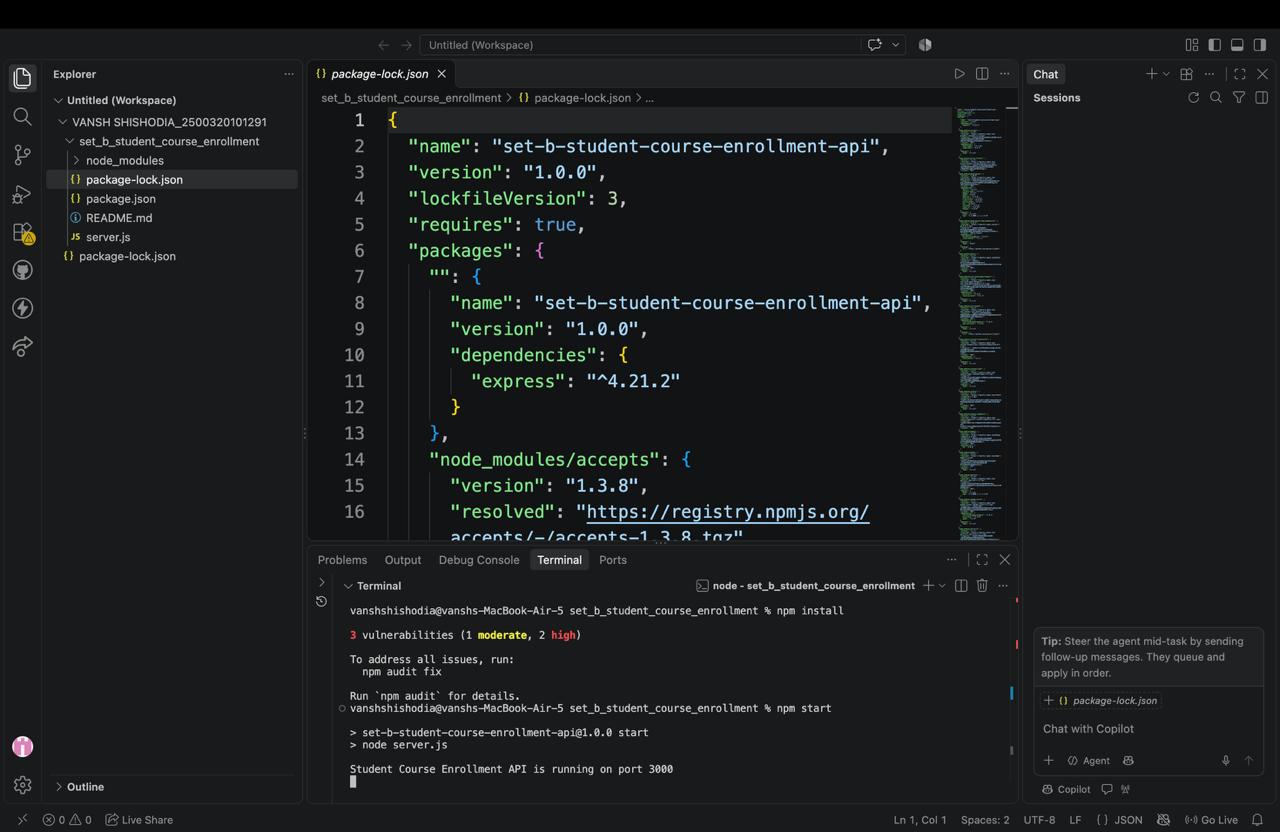 Untitled (Workspace)
Explorer
Untitled (Workspace)
VANSH SHISHODIA_2500320101291
set_b_student_course_enrollment
node_modules
{} package-lock.json
{} package.json
README.md
JS server.js
{} package-lock.json
Outline
{} package-lock.json
set_b_student_course_enrollment > {} package-lock.json > ...
1 {
2 "name": "set-b-student-course-enrollment-api",
3 "version": "1.0.0",
4 "lockfileVersion": 3,
5 "requires": true,
6 "packages": {
7 "": {
8 "name": "set-b-student-course-enrollment-api",
9 "version": "1.0.0",
10 "dependencies": {
11 "express": "^4.21.2"
12 }
13 },
14 "node_modules/accepts": {
15 "version": "1.3.8",
16 "resolved": "https://registry.npmjs.org/
accepts/-/accepts-1.3.8.tgz"
Problems Output Debug Console Terminal Ports
Terminal
node - set_b_student_course_enrollment
vanshshishodia@vanshs-MacBook-Air-5 set_b_student_course_enrollment % npm install
3 vulnerabilities (1 moderate, 2 high)
To address all issues, run:
npm audit fix
Run `npm audit` for details.
vanshshishodia@vanshs-MacBook-Air-5 set_b_student_course_enrollment % npm start
> set-b-student-course-enrollment-api@1.0.0 start
> node server.js
Student Course Enrollment API is running on port 3000
Chat
Sessions
Tip: Steer the agent mid-task by sending
follow-up messages. They queue and
apply in order.
{} package-lock.json
Chat with Copilot
Agent
Copilot
0 0 Live Share
Ln 1, Col 1 Spaces: 2 UTF-8 LF {} JSON Go Live